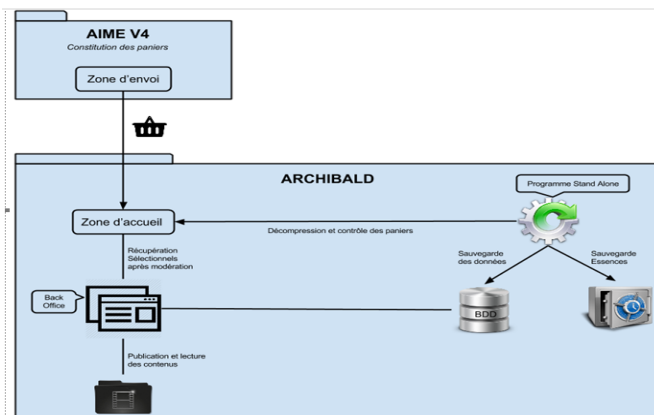 AIME V4
Constitution des paniers
Zone d'envoi
ARCHIBALD
Programme Stand Alone
Zone d'accueil
Décompression et contrôle des paniers
Récupération
Sélectionnels
après modération
Sauvegarde
des données
Sauvegarde
Essences
Back
Office
BDD
Publication et lecture
des contenus